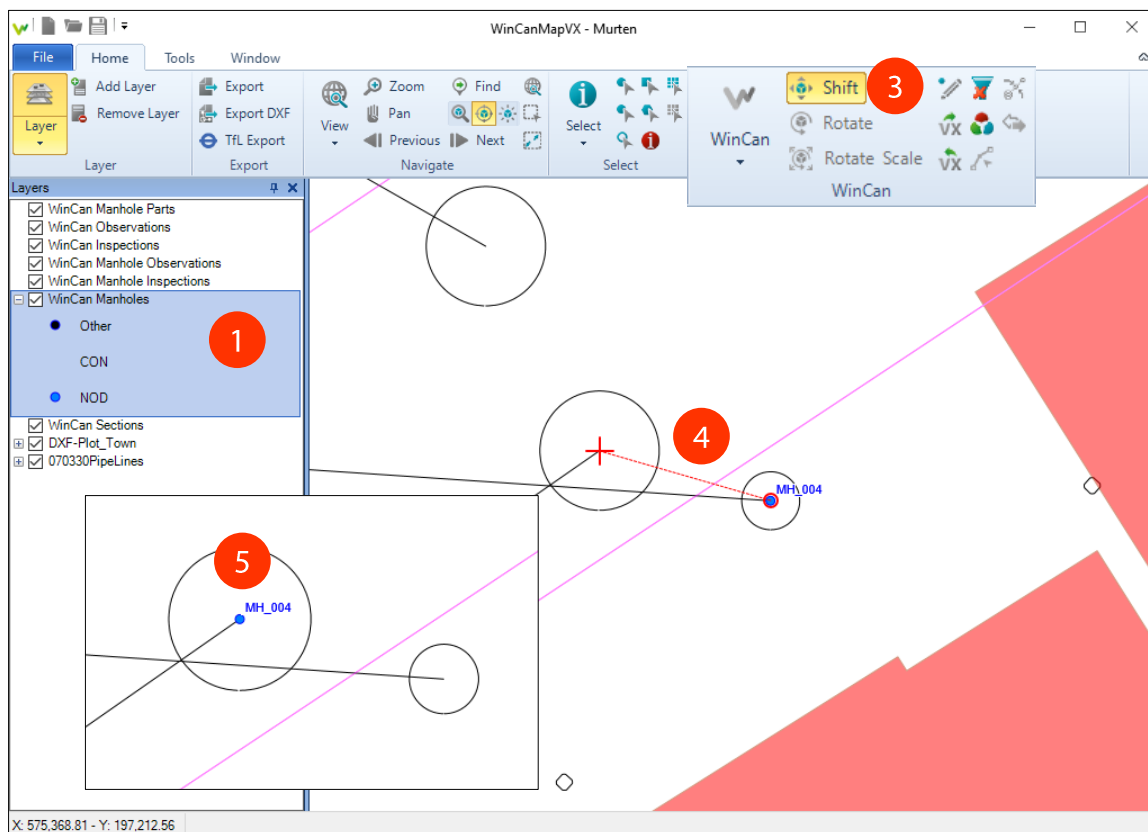 WinCanMapVX - Murten
File Home Tools Window
Layer
Add Layer
Remove Layer
Layer
Export
Export DXF
TfL Export
Export
View
Zoom
Pan
Previous
Find
Next
Navigate
Select
Select
WinCan
Shift
3
Rotate
Rotate Scale
VX
VX
WinCan
Layers
WinCan Manhole Parts
WinCan Observations
WinCan Inspections
WinCan Manhole Observations
WinCan Manhole Inspections
WinCan Manholes
Other
1
CON
NOD
WinCan Sections
DXF-Plot_Town
070330PipeLines
4
MH_004
5
MH_004
X: 575,368.81 - Y: 197,212.56